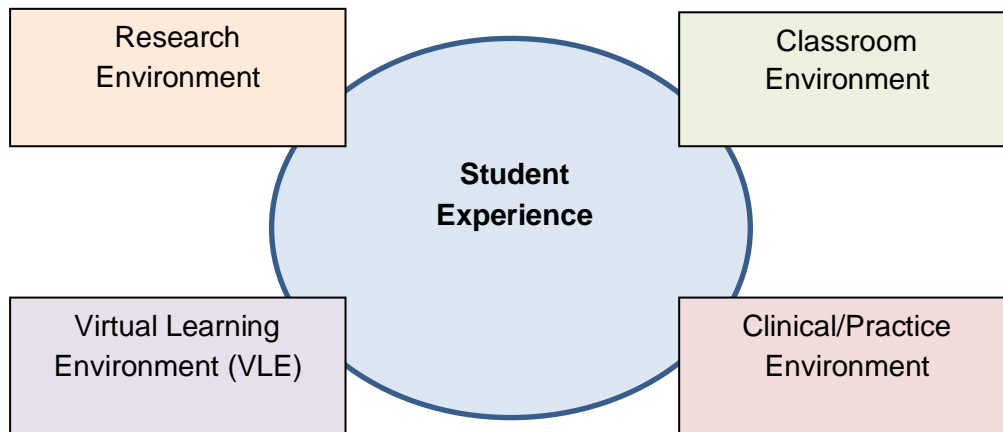 Research
Environment
Classroom
Environment
Student
Experience
Virtual Learning
Environment (VLE)
Clinical/Practice
Environment